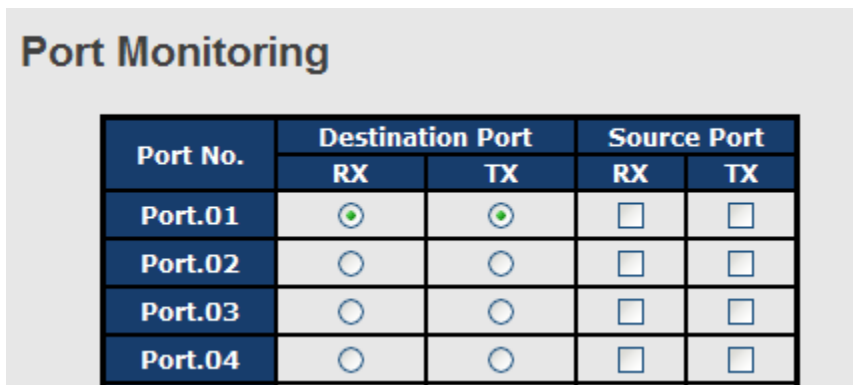 Port Monitoring
Port No. Destination Port Source Port
RX TX RX TX
Port.01
Port.02
Port.03
Port.04